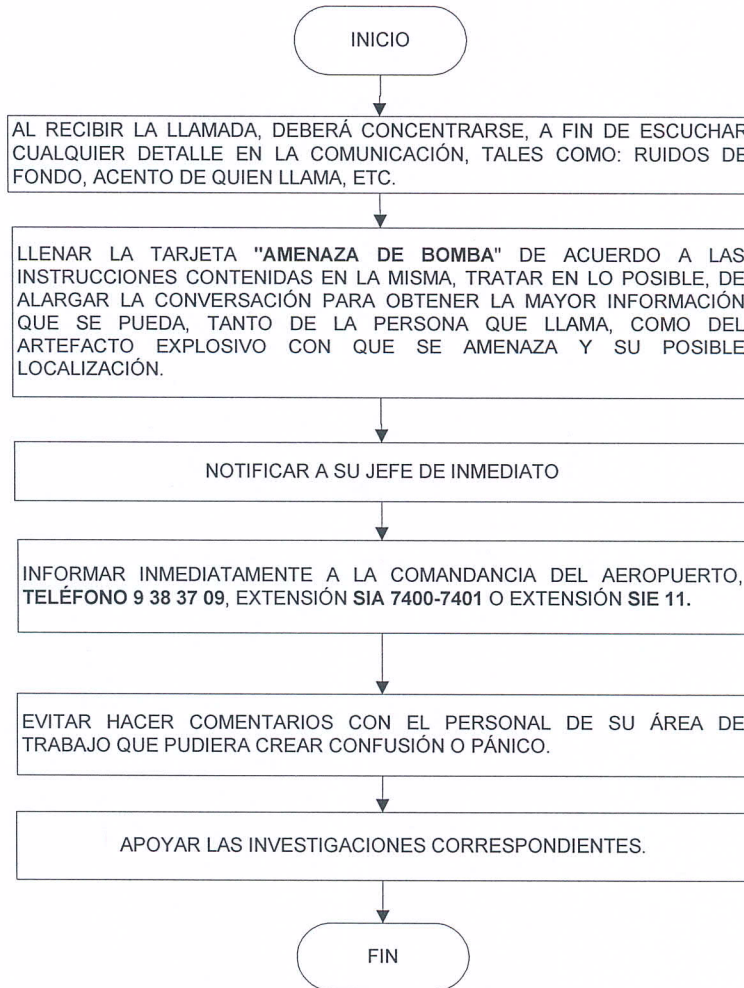 INICIO
AL RECIBIR LA LLAMADA, DEBERÁ CONCENTRARSE, A FIN DE ESCUCHAR
CUALQUIER DETALLE EN LA COMUNICACIÓN, TALES COMO: RUIDOS DE
FONDO, ACENTO DE QUIEN LLAMA, ETC.
LLENAR LA TARJETA "AMENAZA DE BOMBA" DE ACUERDO A LAS
INSTRUCCIONES CONTENIDAS EN LA MISMA, TRATAR EN LO POSIBLE, DE
ALARGAR LA CONVERSACIÓN PARA OBTENER LA MAYOR INFORMACIÓN
QUE SE PUEDA, TANTO DE LA PERSONA QUE LLAMA, COMO DEL
ARTEFACTO EXPLOSIVO CON QUE SE AMENAZA Y SU POSIBLE
LOCALIZACIÓN.
NOTIFICAR A SU JEFE DE INMEDIATO
INFORMAR INMEDIATAMENTE A LA COMANDANCIA DEL AEROPUERTO,
TELÉFONO 9 38 37 09, EXTENSIÓN SIA 7400-7401 O EXTENSIÓN SIE 11.
EVITAR HACER COMENTARIOS CON EL PERSONAL DE SU ÁREA DE
TRABAJO QUE PUDIERA CREAR CONFUSIÓN O PÁNICO.
APOYAR LAS INVESTIGACIONES CORRESPONDIENTES.
FIN